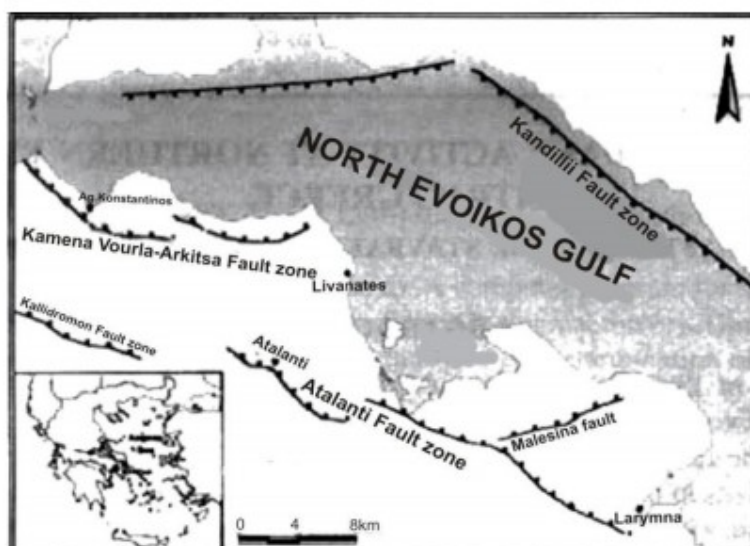 N
Kandillii Fault zone
NORTH EVOIKOS GULF
Ag.Konstantinos
Kamena Vourla-Arkitsa Fault zone
Livanates
Kallidromon Fault zone
Atalanti
Atalanti Fault zone
Malesina fault
Larymna
0 4 8km